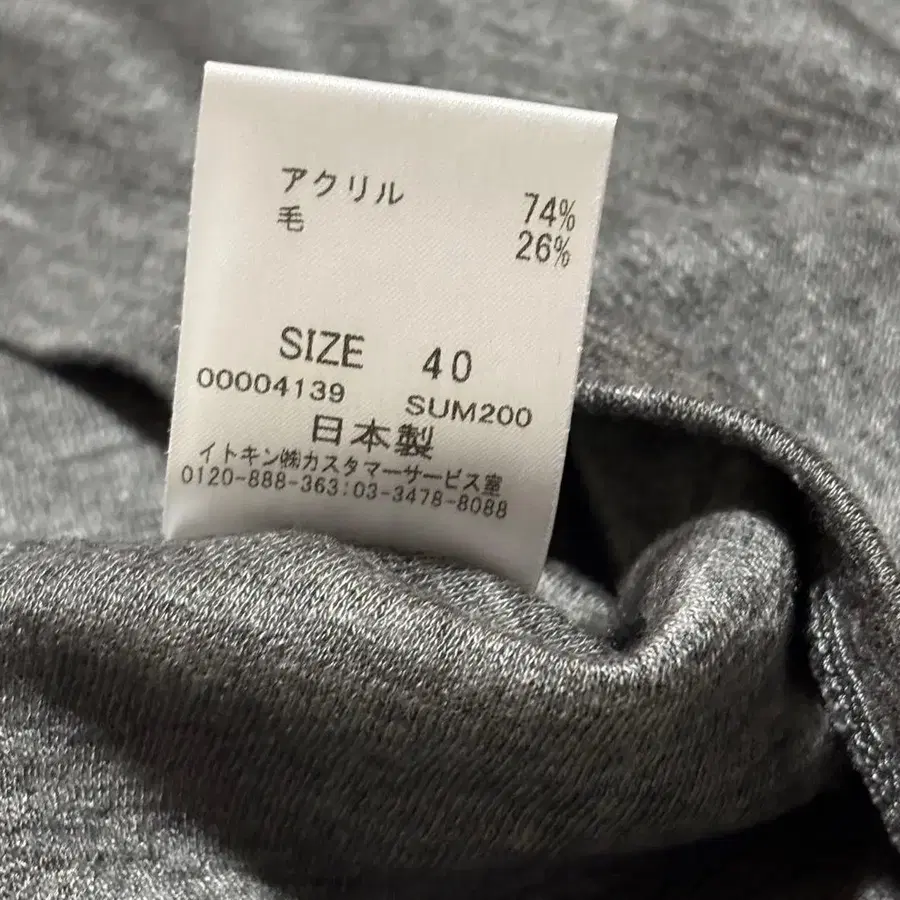 アクリル 74%
毛 26%
SIZE 40
00004139 SUM200
日本製
イトキン㈱カスタマーサービス室
0120-888-363:03-3478-8088